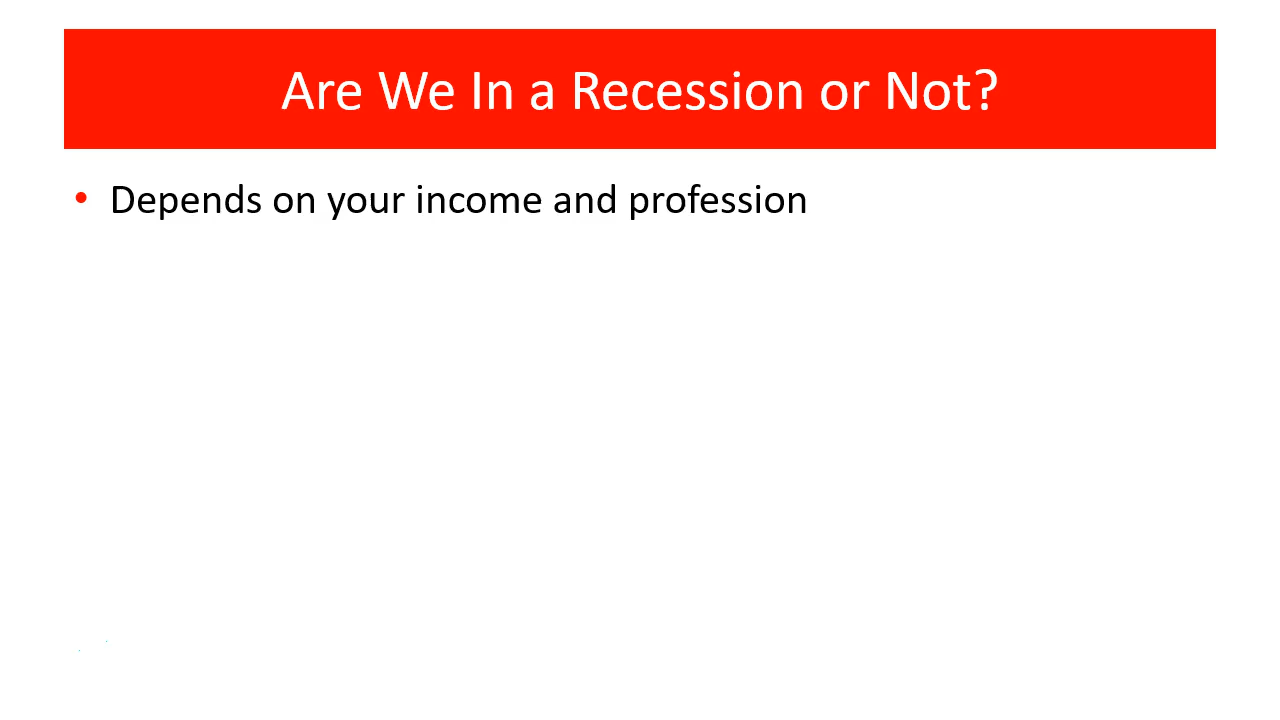 Are We In a Recession or Not?
• Depends on your income and profession